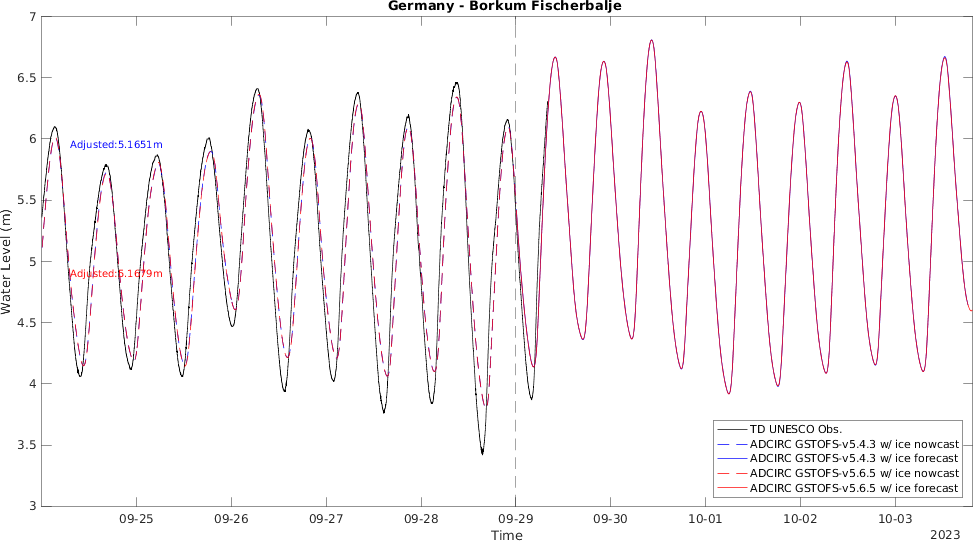 Germany - Borkum Fischerbalje
7
6.5
6
5.5
5
4.5
4
3.5
3
Water Level (m)
Adjusted:5.1651m
Adjusted:5.1679m
TD UNESCO Obs.
ADCIRC GSTOFS-v5.4.3 w/ ice nowcast
ADCIRC GSTOFS-v5.4.3 w/ ice forecast
ADCIRC GSTOFS-v5.6.5 w/ ice nowcast
ADCIRC GSTOFS-v5.6.5 w/ ice forecast
09-25 09-26 09-27 09-28 09-29 09-30 10-01 10-02 10-03
Time
2023